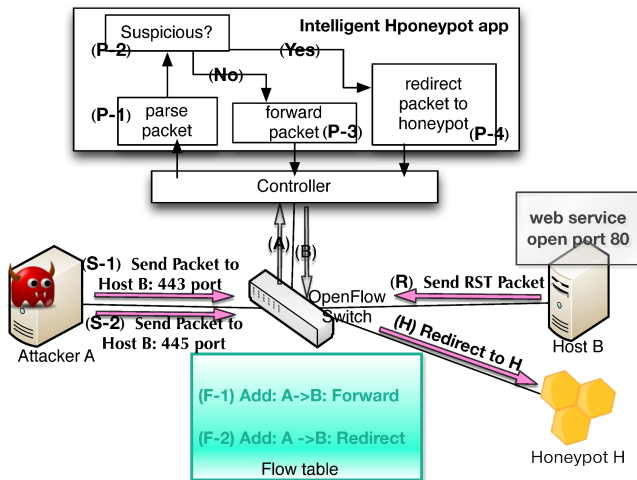 Intelligent Hponeypot app
Suspicious?
(P-2)
(Yes)
(No)
(P-1)
parse
packet
forward
packet
(P-3)
redirect
packet to
honeypot
(P-4)
Controller
(A)
(B)
web service
open port 80
(S-1) Send Packet to
Host B: 443 port
(S-2) Send Packet to
Host B: 445 port
Attacker A
OpenFlow
Switch
(R) Send RST Packet
Host B
(H) Redirect to H
Honeypot H
(F-1) Add: A->B: Forward
(F-2) Add: A ->B: Redirect
Flow table